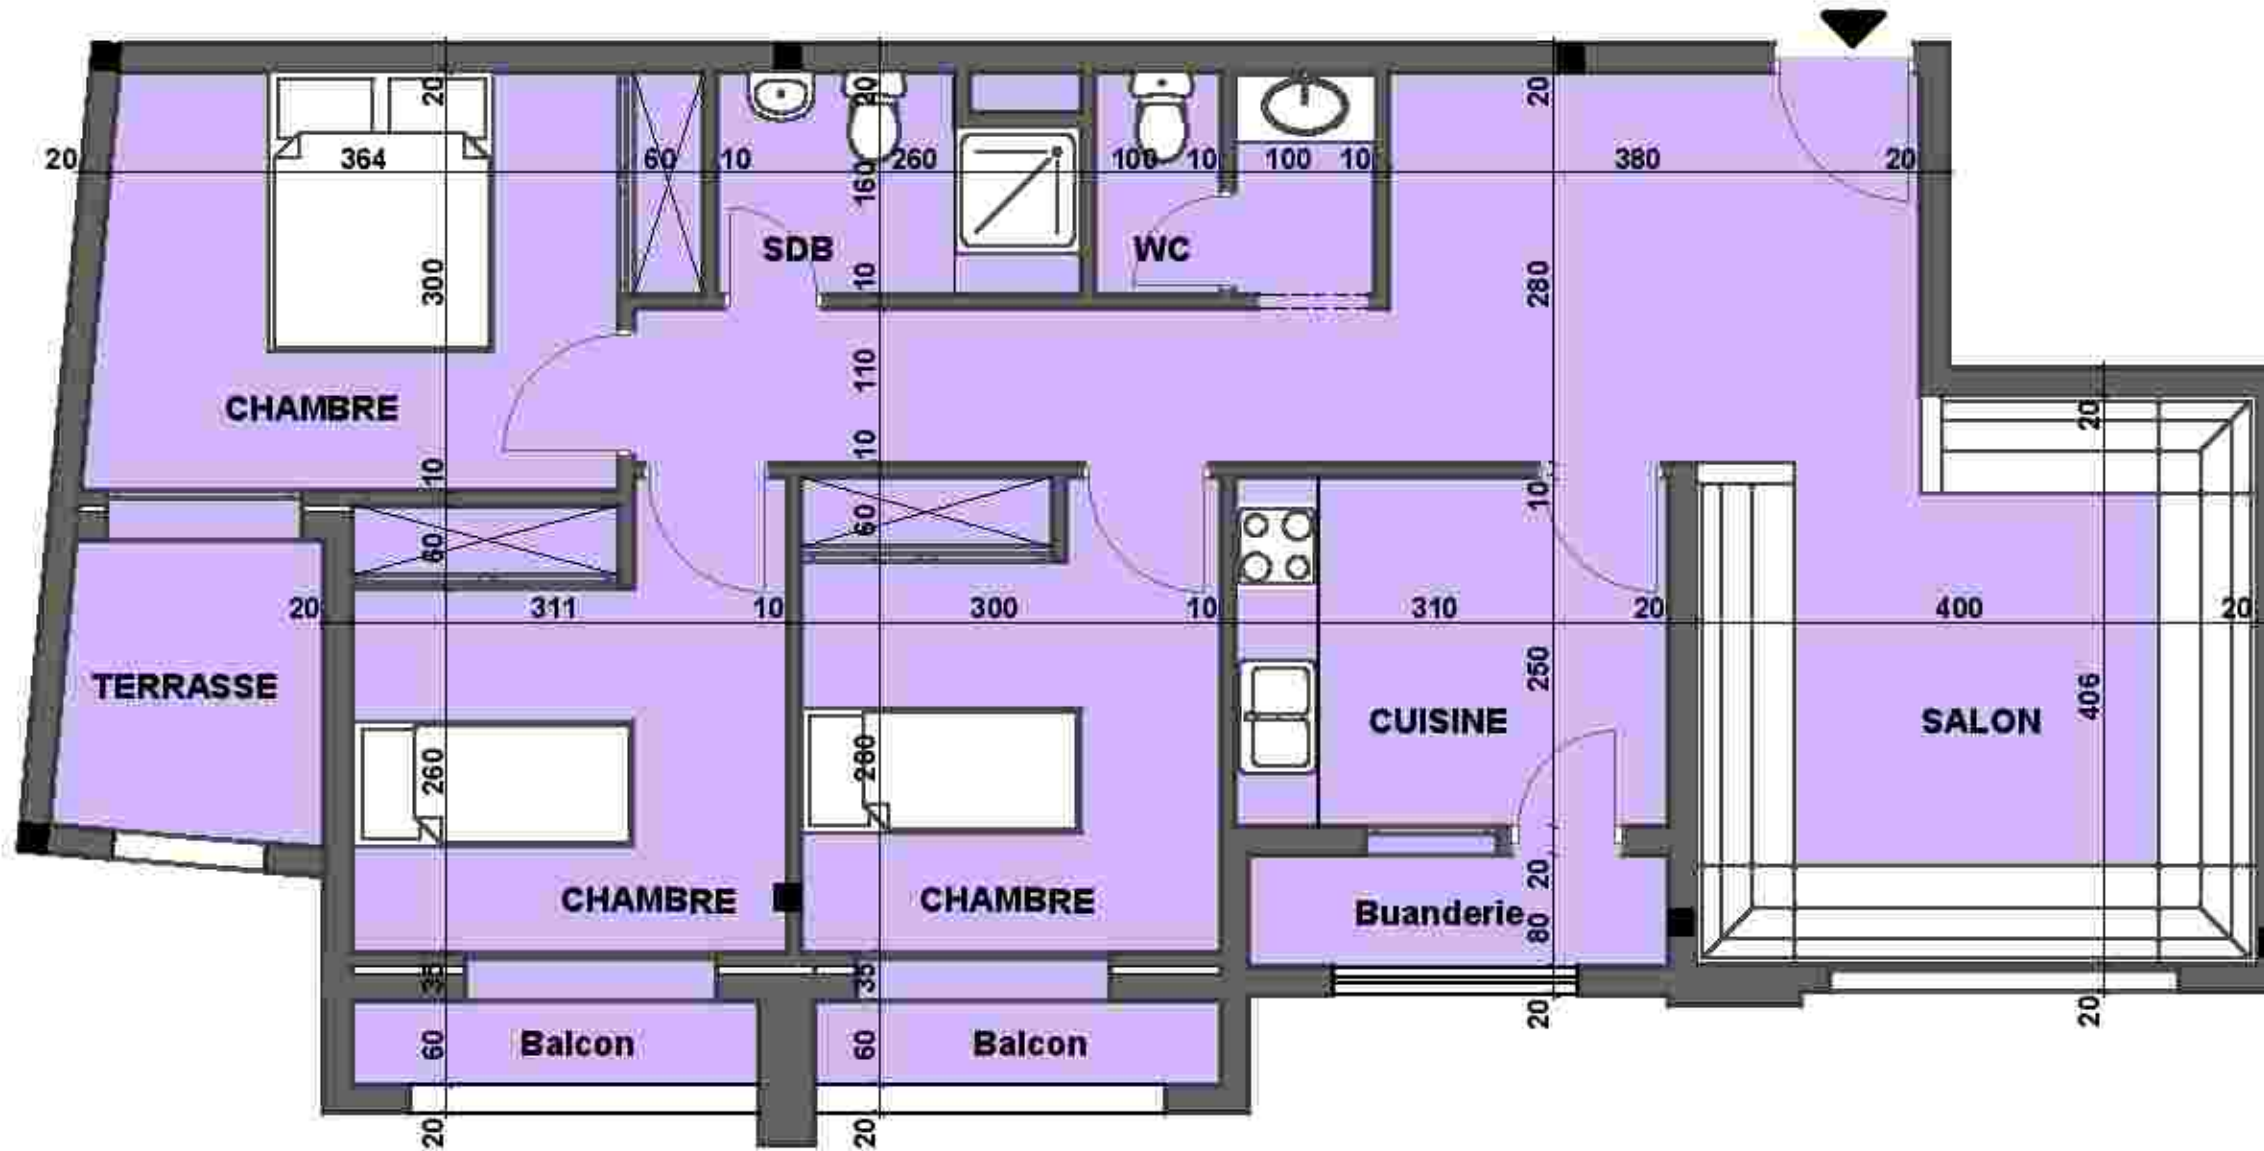 20
20
20
20 364 60 10 260 100 10 100 10 380 20
160
SDB WC
300 10 280
110
CHAMBRE
20
10 10
10
60 60
20 311 10 300 10 310 20 400 20
250
TERRASSE 406
CUISINE SALON
260 280
20
CHAMBRE CHAMBRE Buanderie
80
35 35
20 20
60 Balcon 60 Balcon
20 20